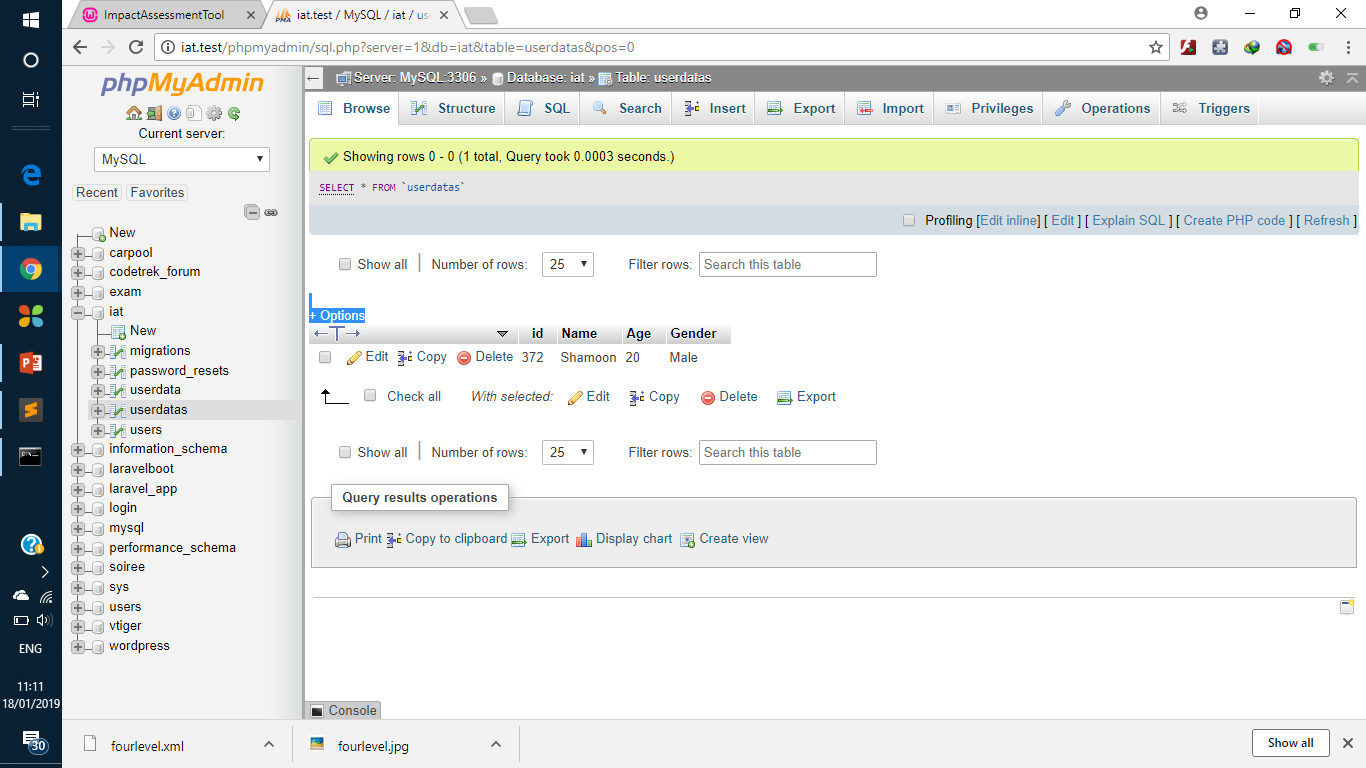 ImpactAssessmentTool
iat.test / MySQL / iat / us
iat.test/phpmyadmin/sql.php?server=1&db=iat&table=userdatas&pos=0
phpMyAdmin
Current server:
MySQL
Recent Favorites
New
carpool
codetrek_forum
exam
iat
New
migrations
password_resets
userdata
userdatas
users
information_schema
laravelboot
laravel_app
login
mysql
performance_schema
soiree
sys
users
vtiger
wordpress
Server: MySQL:3306 » Database: iat » Table: userdatas
Browse Structure SQL Search Insert Export Import Privileges Operations Triggers
Showing rows 0 - 0 (1 total, Query took 0.0003 seconds.)
SELECT * FROM `userdatas`
Profiling [Edit inline] [ Edit ] [ Explain SQL ] [ Create PHP code ] [ Refresh ]
Show all Number of rows: 25 Filter rows: Search this table
+ Options
id Name Age Gender
Edit Copy Delete 372 Shamoon 20 Male
Check all With selected: Edit Copy Delete Export
Show all Number of rows: 25 Filter rows: Search this table
Query results operations
Print Copy to clipboard Export Display chart Create view
Console
ENG
11:11
18/01/2019
30
fourlevel.xml fourlevel.jpg Show all